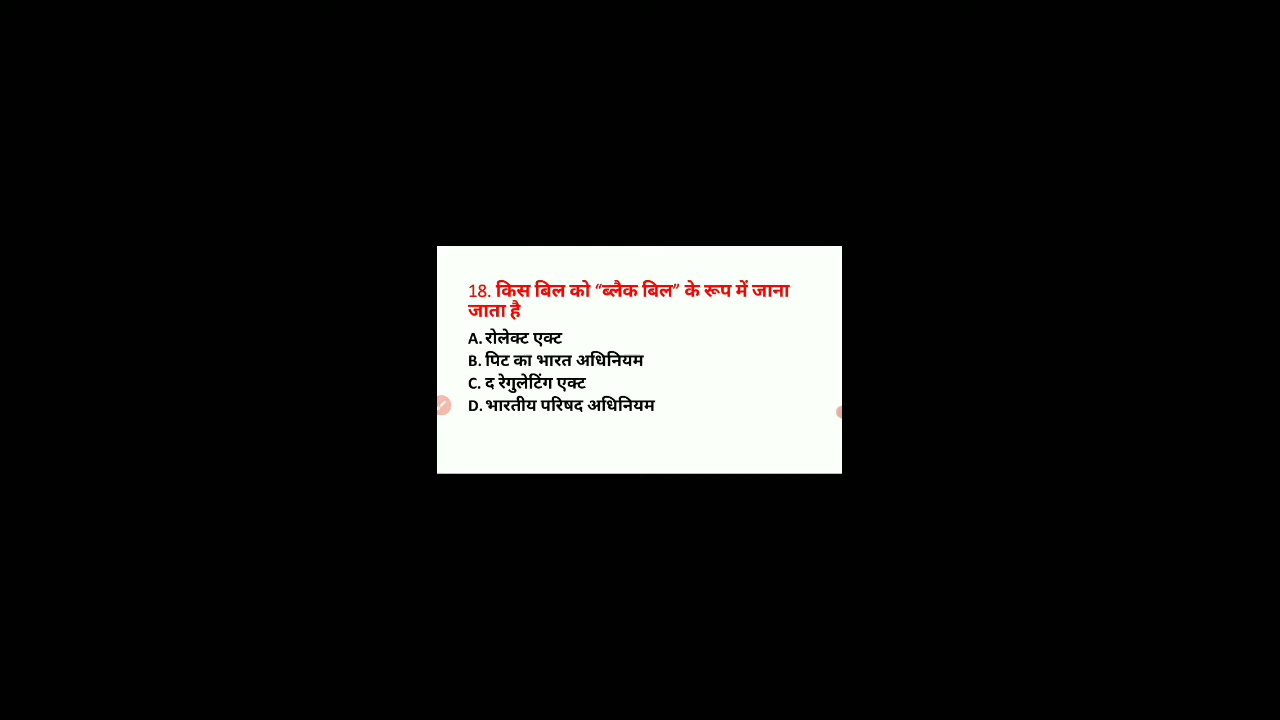 18. किस बिल को “ब्लैक बिल” के रूप में जाना
जाता है
A. रोलेक्ट एक्ट
B. पिट का भारत अधिनियम
C. द रेगुलेटिंग एक्ट
D. भारतीय परिषद अधिनियम